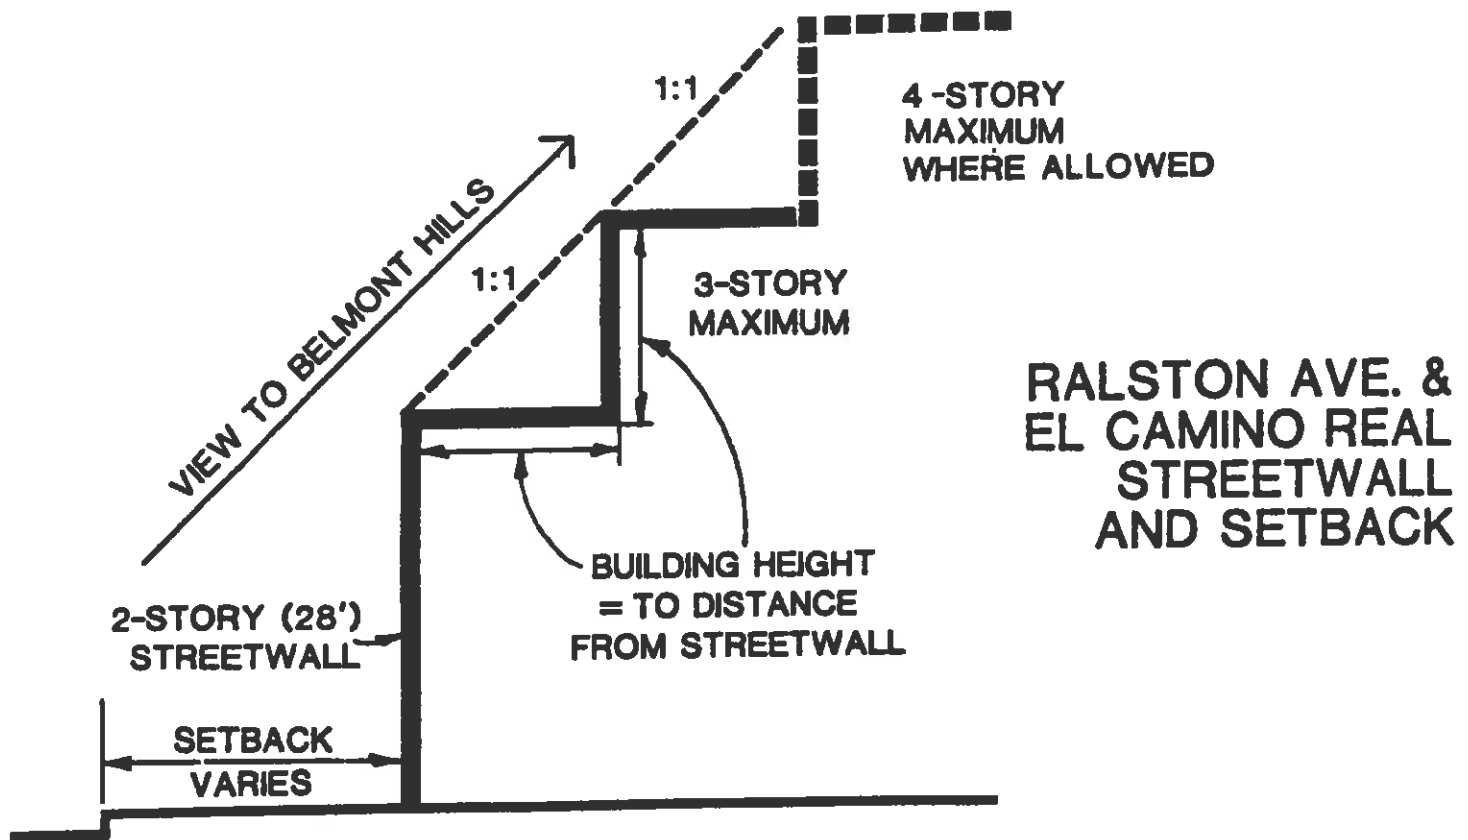 1:1
4-STORY
MAXIMUM
WHERE ALLOWED
VIEW TO BELMONT HILLS
1:1
3-STORY
MAXIMUM
RALSTON AVE. &
EL CAMINO REAL
STREETWALL
AND SETBACK
BUILDING HEIGHT
= TO DISTANCE
FROM STREETWALL
2-STORY (28')
STREETWALL
SETBACK
VARIES